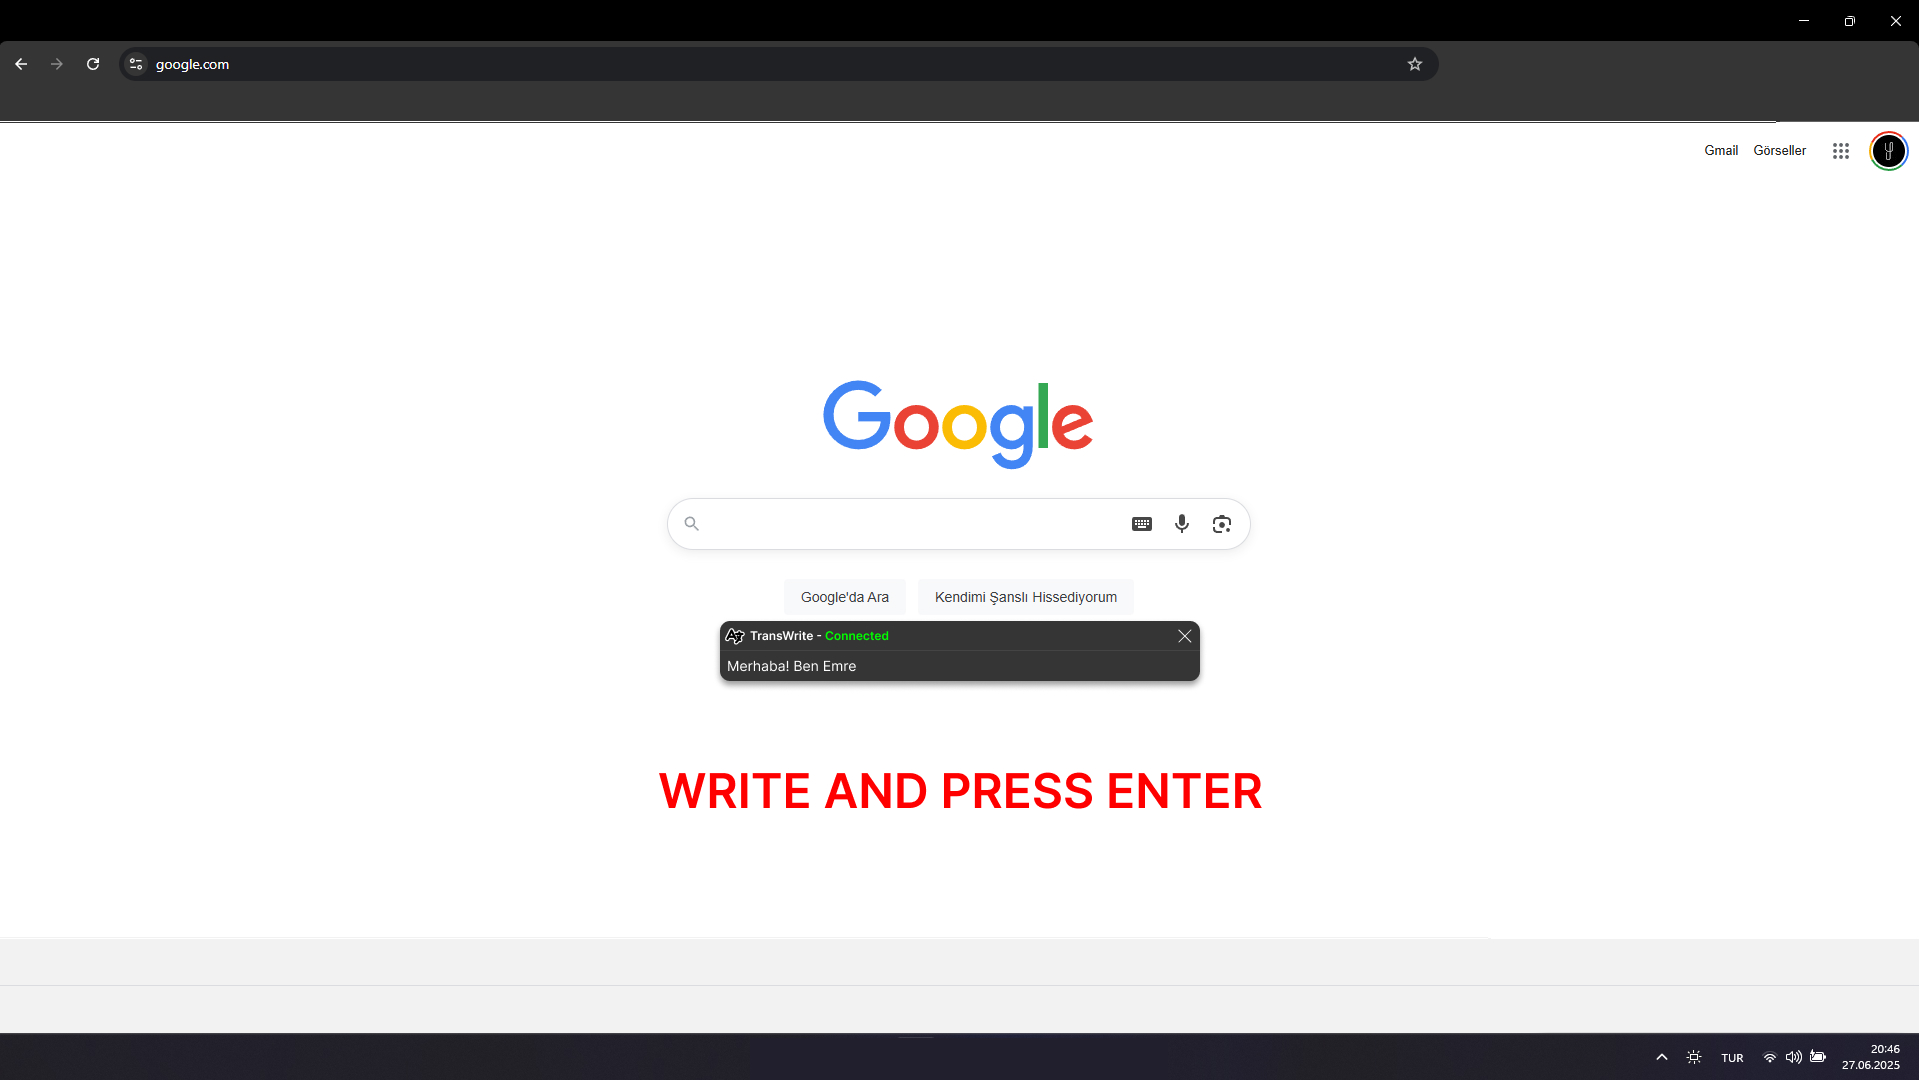 google.com
Gmail Görseller
Google
Google'da Ara Kendimi Şanslı Hissediyorum
TransWrite - Connected
Merhaba! Ben Emre
WRITE AND PRESS ENTER
TUR
20:46
27.06.2025